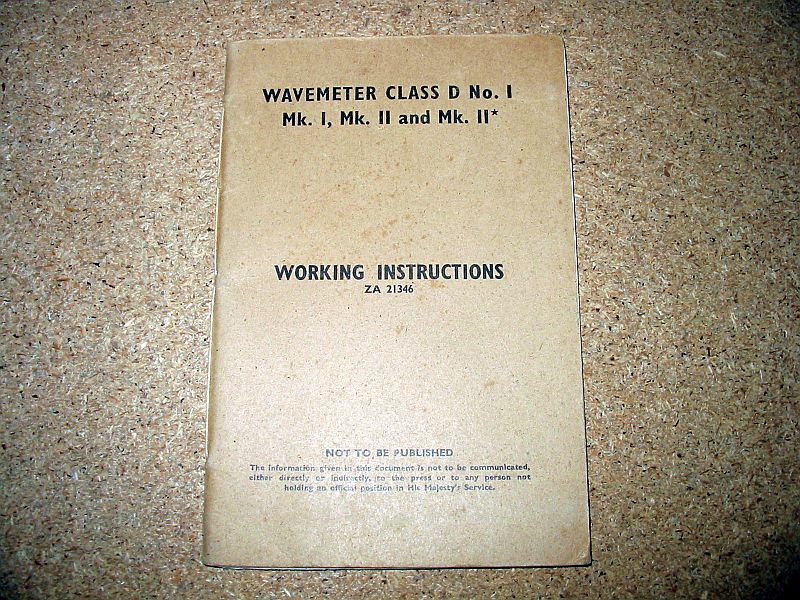 WAVEMETER CLASS D No. I
Mk. I, Mk. II and Mk. II*
WORKING INSTRUCTIONS
ZA 21346
NOT TO BE PUBLISHED
The information given in this document is not to be communicated,
either directly or indirectly, to the press or to any person not
holding an official position in His Majesty's Service.